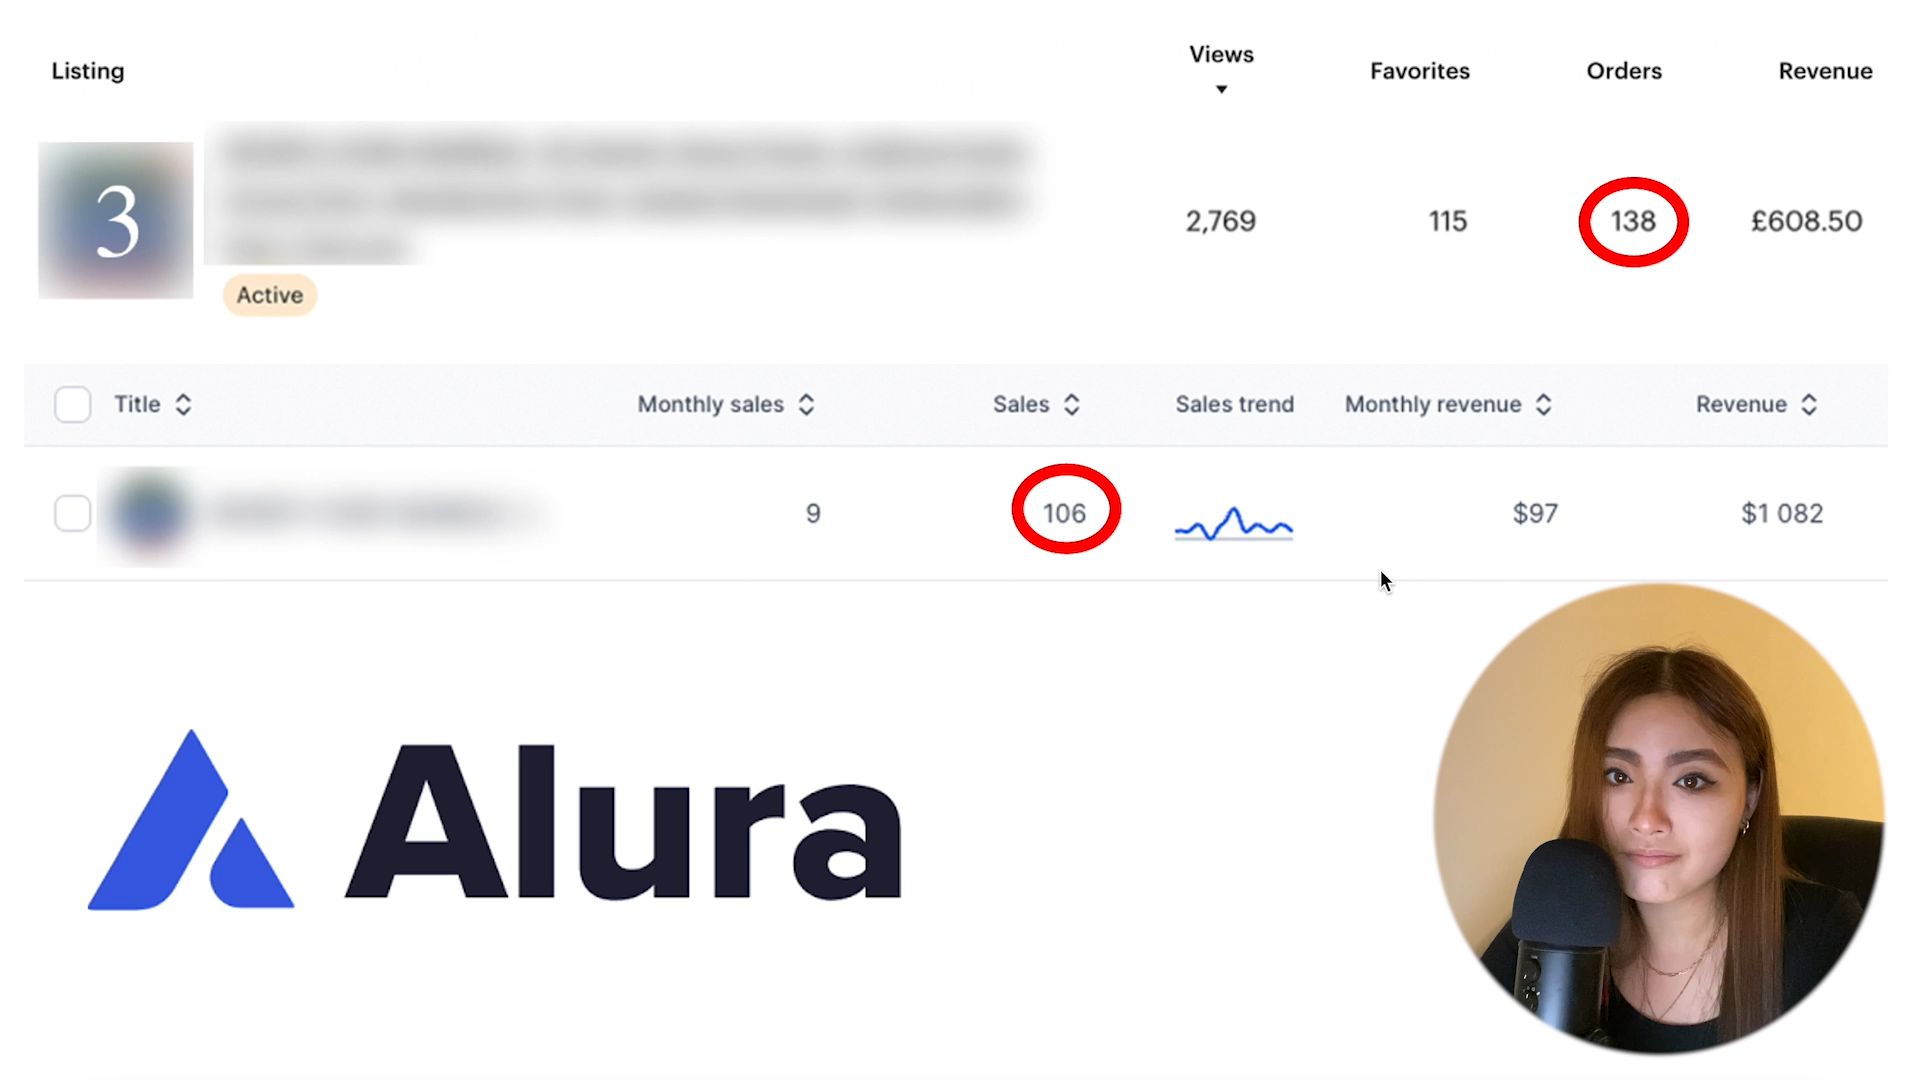 Listing Views Favorites Orders Revenue
3
2,769 115 138 £608.50
Active
Title Monthly sales Sales Sales trend Monthly revenue Revenue
9 106 $97 $1 082
Alura